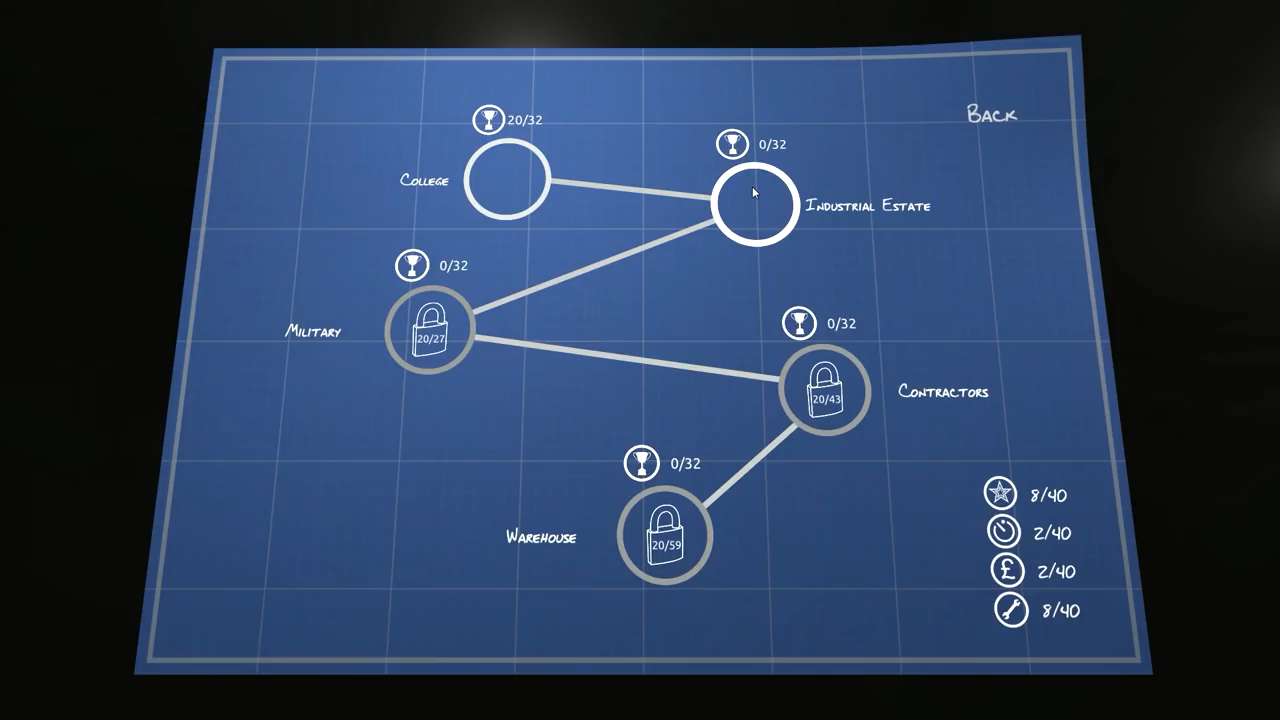 BACK
20/32
0/32
COLLEGE
INDUSTRIAL ESTATE
0/32
MILITARY
20/27
0/32
CONTRACTORS
20/43
0/32
WAREHOUSE
20/59
8/40
2/40
£ 2/40
8/40